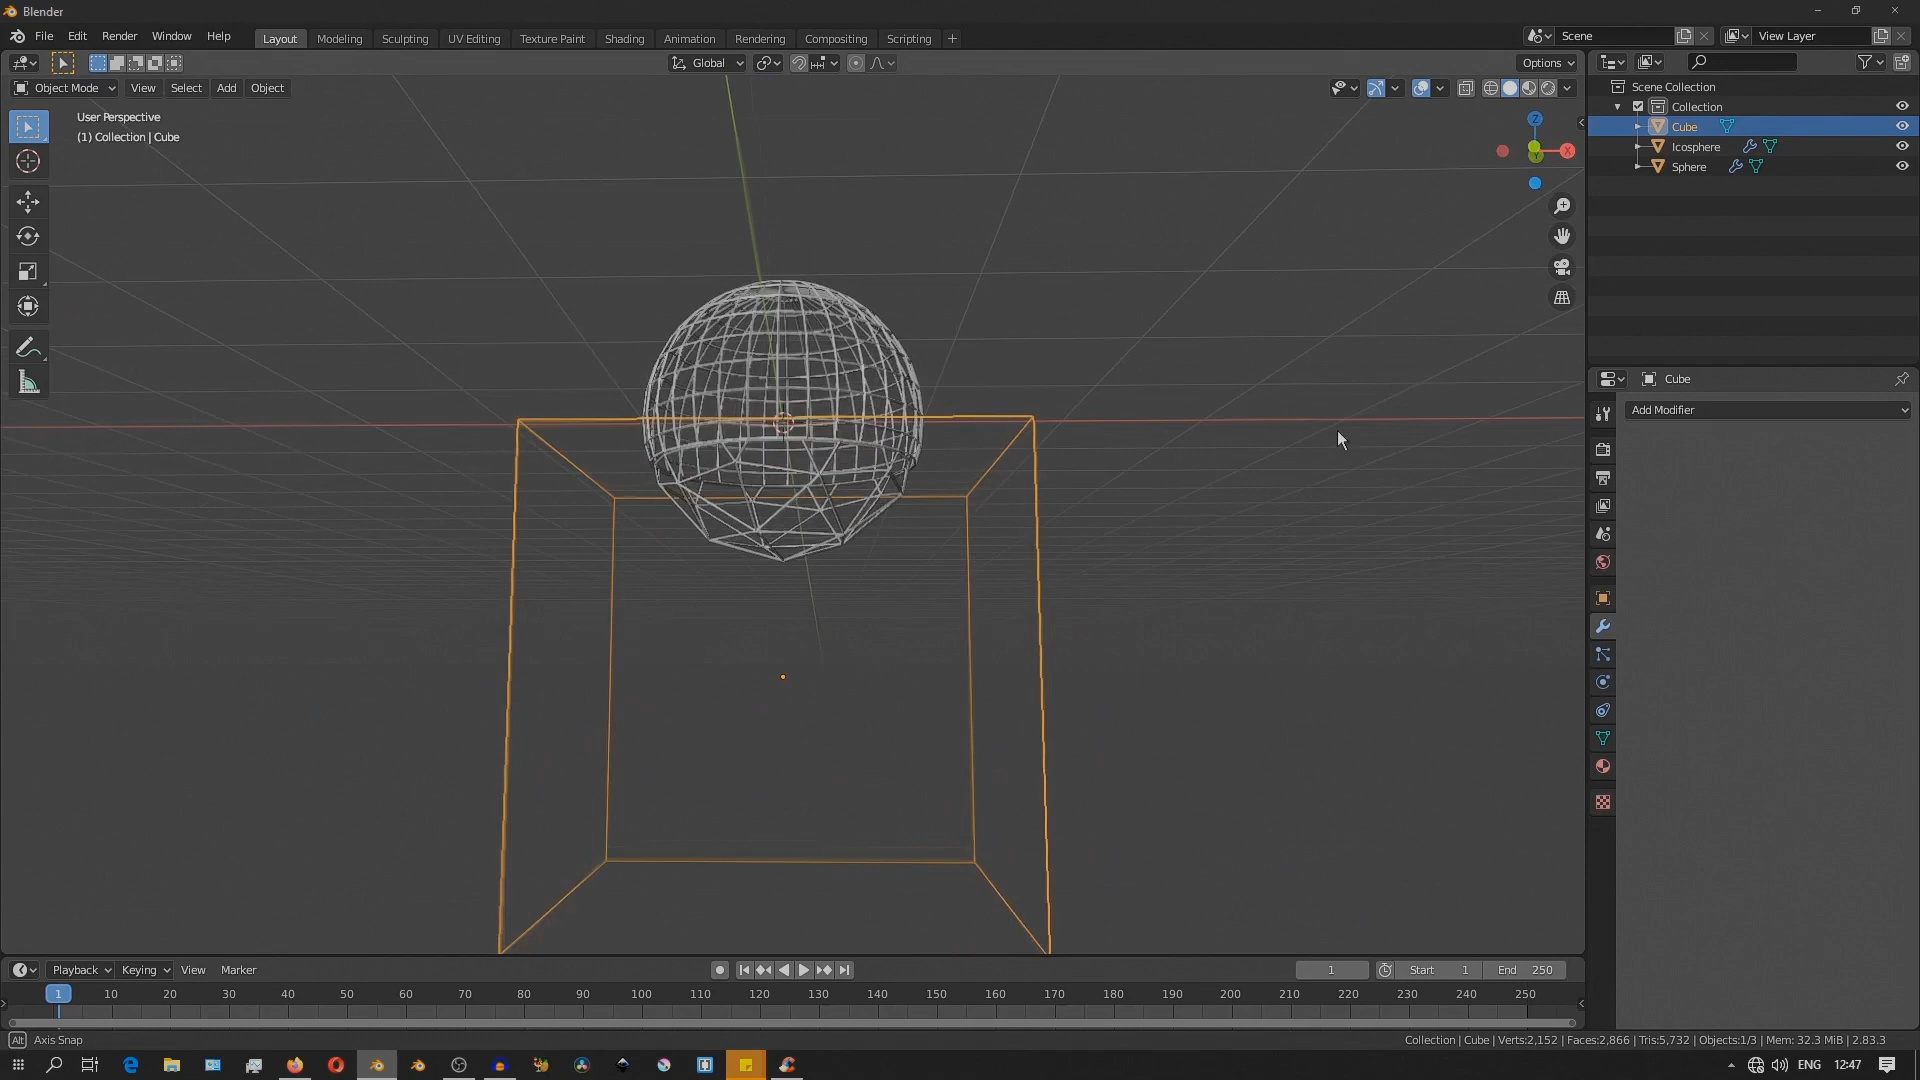 Blender
File Edit Render Window Help
Layout Modeling Sculpting UV Editing Texture Paint Shading Animation Rendering Compositing Scripting +
Scene
View Layer
Global
Options
Object Mode View Select Add Object
User Perspective
(1) Collection | Cube
Z
X
Y
Scene Collection
Collection
Cube
Icosphere
Sphere
Cube
Add Modifier
Playback Keying View Marker
1 Start 1 End 250
1 10 20 30 40 50 60 70 80 90 100 110 120 130 140 150 160 170 180 190 200 210 220 230 240 250
Alt Axis Snap
Collection | Cube | Verts:2,152 | Faces:2,866 | Tris:5,732 | Objects:1/3 | Mem: 32.3 MiB | 2.83.3
ENG 12:47